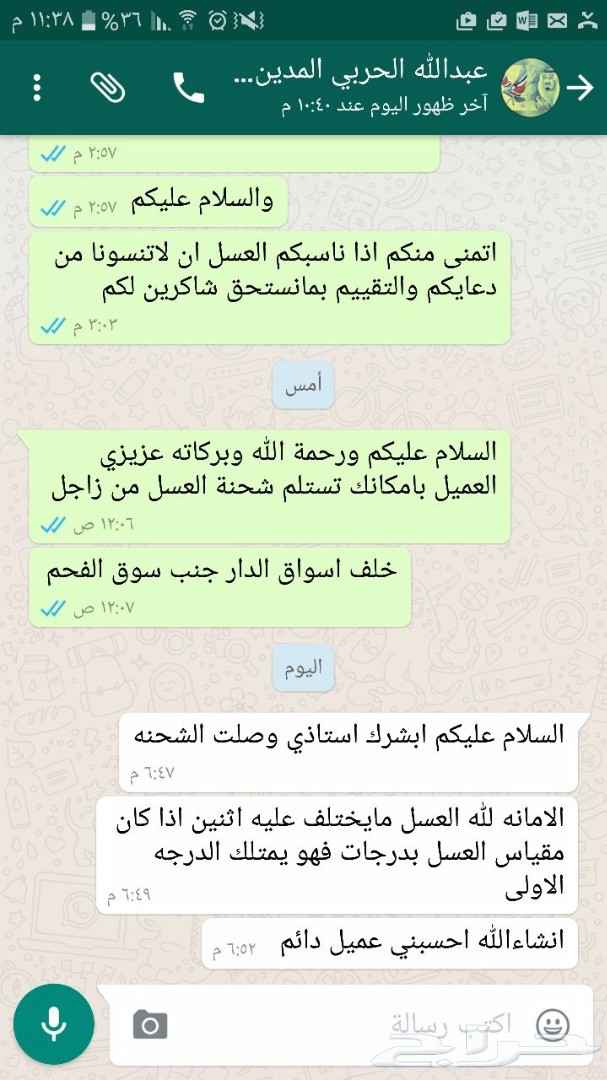 ١١:٣٨ م
٣٦%
عبدالله الحربي المدين...
آخر ظهور اليوم عند ١٠:٤٠ م
٢:٥٧ م
والسلام عليكم
٢:٥٧ م
اتمنى منكم اذا ناسبكم العسل ان لاتنسونا من
دعايكم والتقييم بمانستحق شاكرين لكم
٣:٠٣ م
أمس
السلام عليكم ورحمة الله وبركاته عزيزي
العميل بامكانك تستلم شحنة العسل من زاجل
١٢:٠٦ ص
خلف اسواق الدار جنب سوق الفحم
١٢:٠٧ ص
اليوم
السلام عليكم ابشرك استاذي وصلت الشحنه
٦:٤٧ م
الامانه لله العسل مايختلف عليه اثنين اذا كان
مقياس العسل بدرجات فهو يمتلك الدرجه
الاولى
٦:٤٩ م
انشاءالله احسبني عميل دائم
٦:٥٢ م
اكتب رسالة
حراج